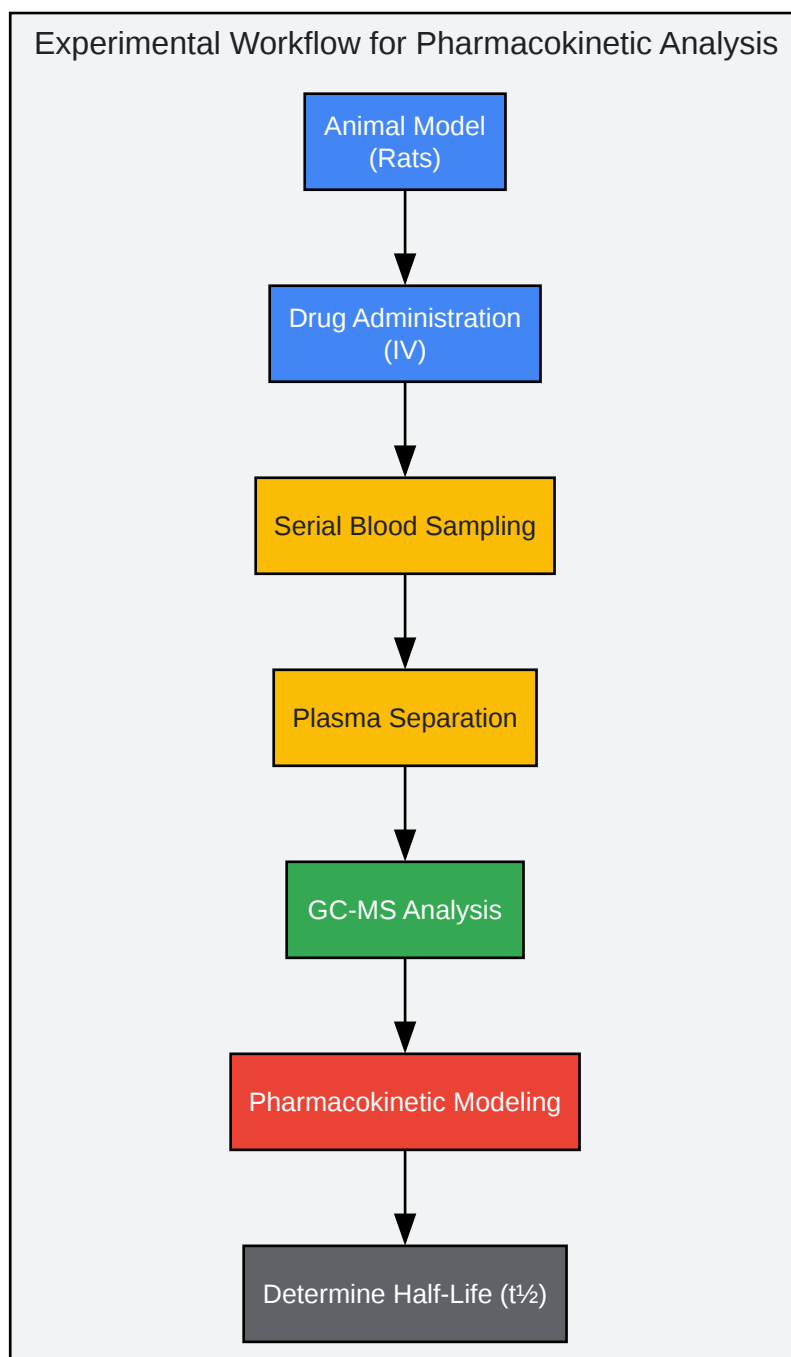 Experimental Workflow for Pharmacokinetic Analysis
Animal Model
(Rats)
Drug Administration
(IV)
Serial Blood Sampling
Plasma Separation
GC-MS Analysis
Pharmacokinetic Modeling
Determine Half-Life (t½)